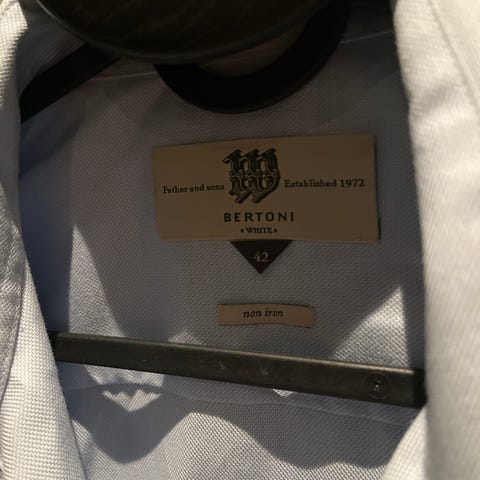 Father and sons
Established 1972
BERTONI
WHITE
42
non iron